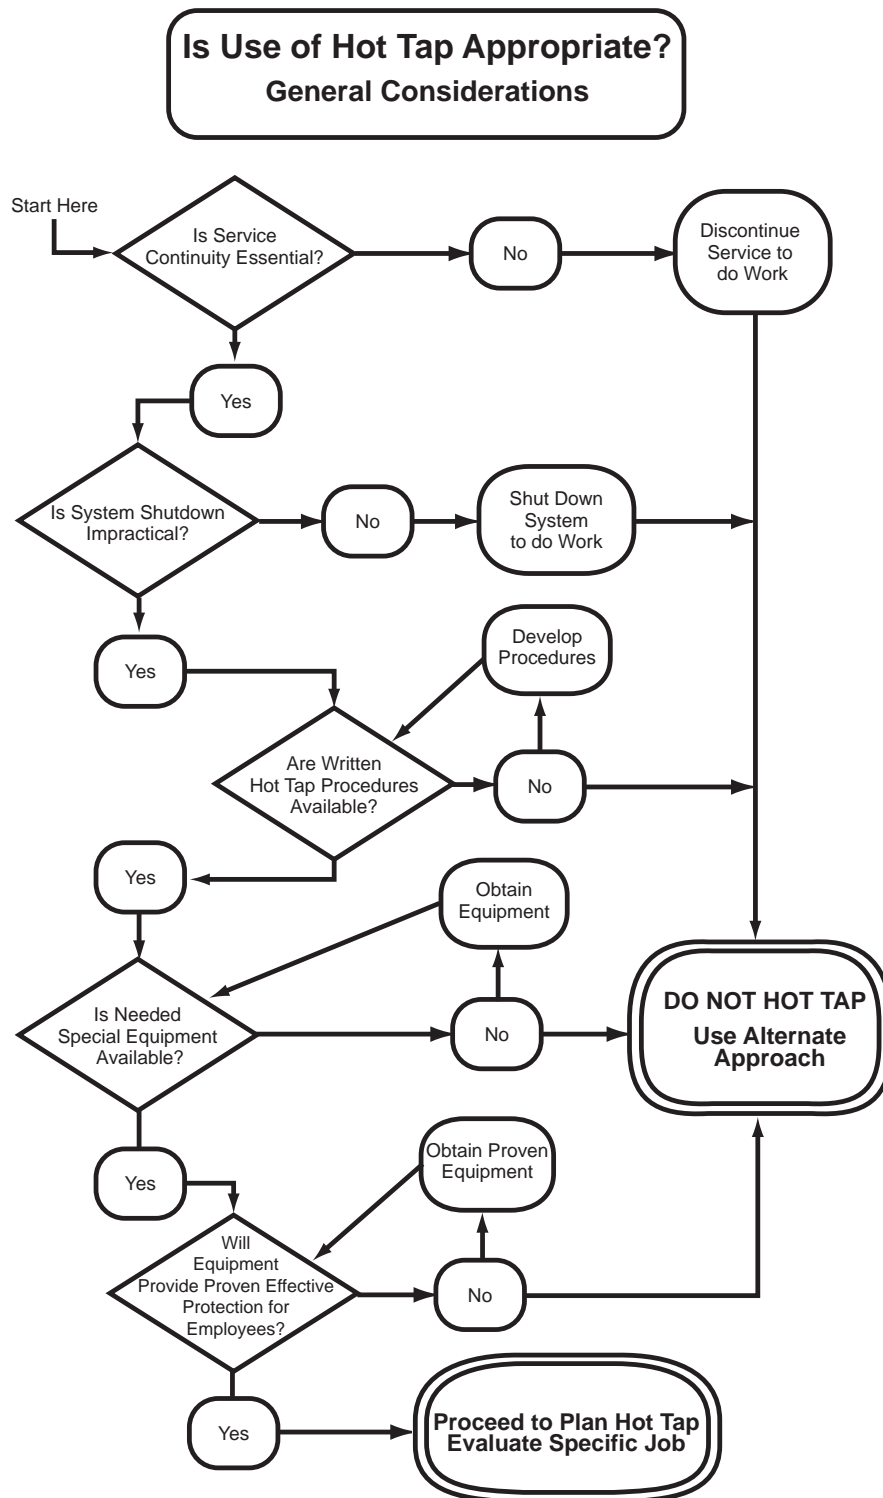 Is Use of Hot Tap Appropriate?
General Considerations
Start Here
Is Service
Continuity Essential?
No
Discontinue
Service to
do Work
Yes
Is System Shutdown
Impractical?
No
Shut Down
System
to do Work
Yes
Develop
Procedures
Are Written
Hot Tap Procedures
Available?
No
Yes
Obtain
Equipment
Is Needed
Special Equipment
Available?
No
DO NOT HOT TAP
Use Alternate
Approach
Yes
Obtain Proven
Equipment
Will
Equipment
Provide Proven Effective
Protection for
Employees?
No
Yes
Proceed to Plan Hot Tap
Evaluate Specific Job